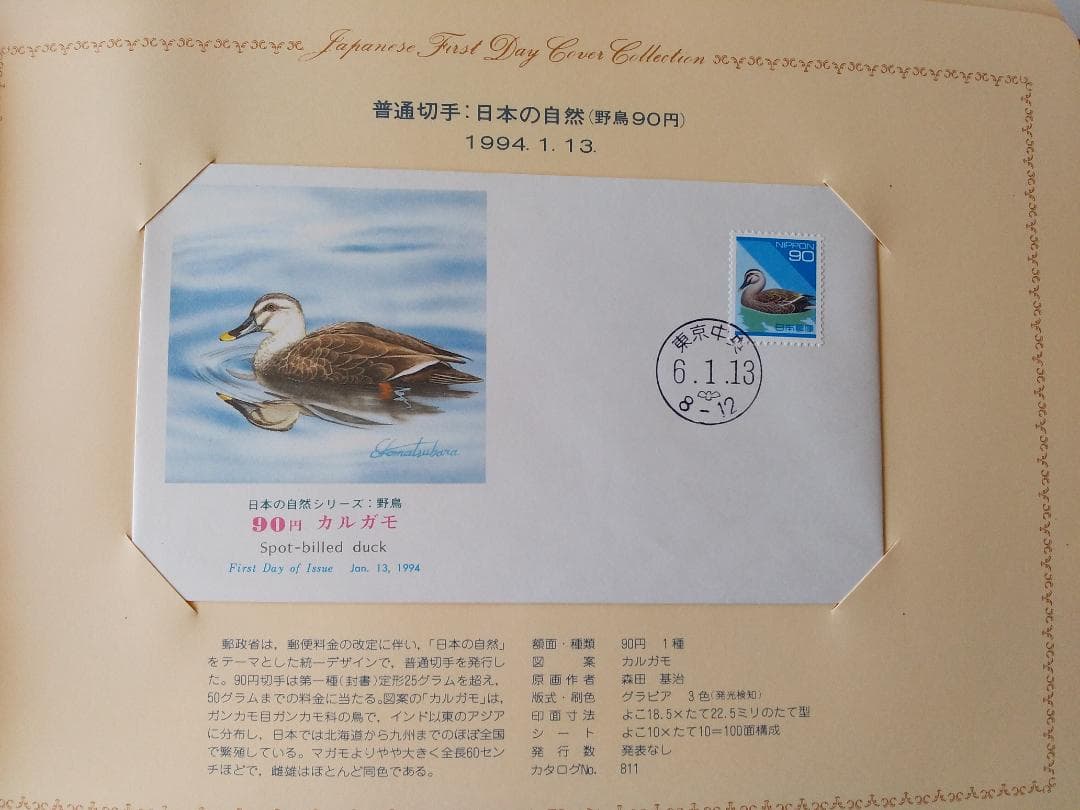 Japanese First Day Cover Collection
普通切手:日本の自然(野鳥90円)
1994.1.13.
NIPPON
90
日本郵便
東京中央
6.1.13
8-12
日本の自然シリーズ:野鳥
90円 カルガモ
Spot-billed duck
First Day of Issue Jan. 13, 1994
郵政省は,郵便料金の改定に伴い,「日本の自然」
をテーマとした統一デザインで,普通切手を発行し
た。90円切手は第一種(封書)定形25グラムを超え,
50グラムまでの料金に当たる。図案の「カルガモ」は,
ガンカモ目ガンカモ科の鳥で,インド以東のアジア
に分布し,日本では北海道から九州までのほぼ全国
で繁殖している。マガモよりやや大きく全長60セン
チほどで,雌雄はほとんど同色である。
額面・種類 90円 1種
図案 カルガモ
原画作者 森田 基治
版式・刷色 グラビア 3色(発光検知)
印面寸法 よこ18.5×たて22.5ミリのたて型
シート よこ10×たて10=100面構成
発行数 発表なし
カタログNo. 811